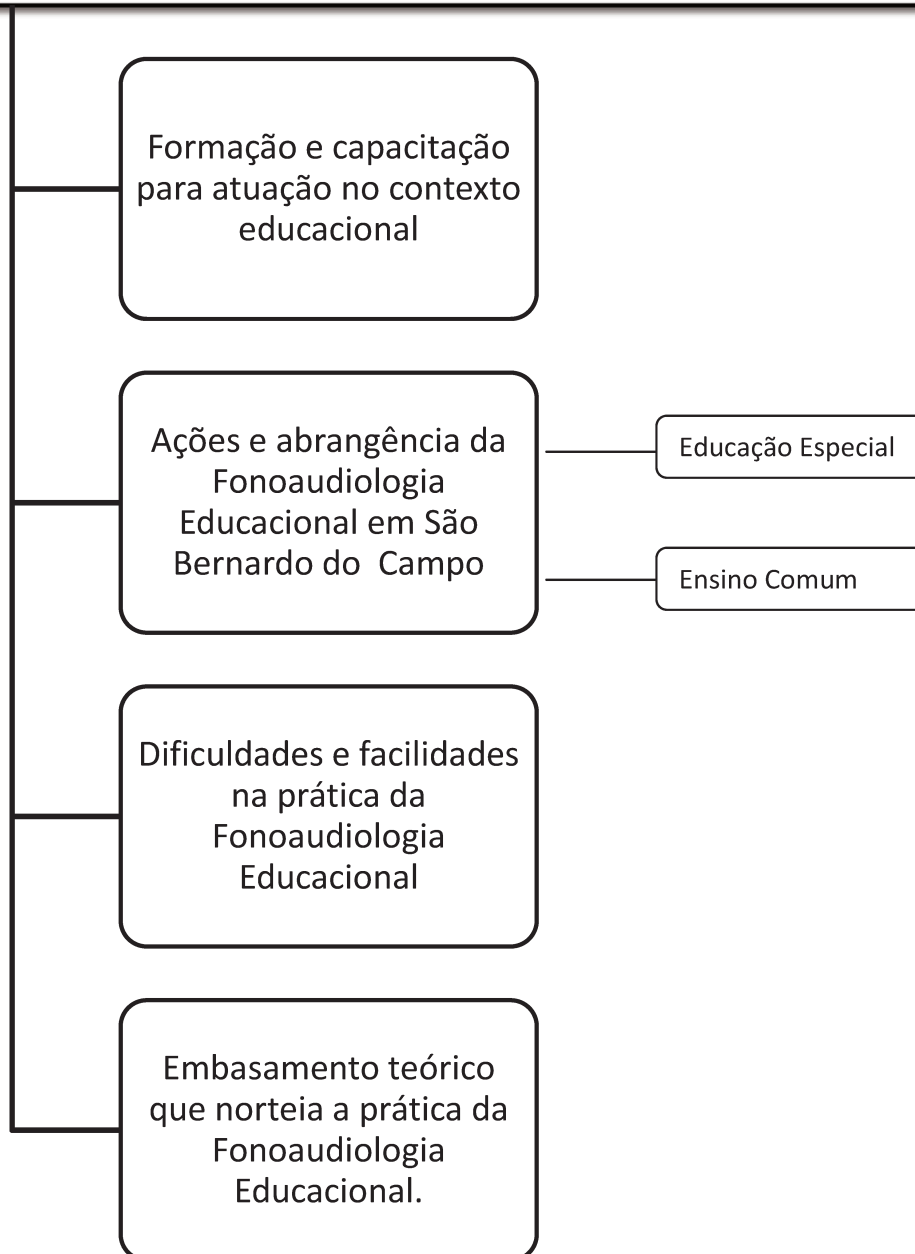 Formação e capacitação
para atuação no contexto
educacional
Ações e abrangência da
Fonoaudiologia
Educacional em São
Bernardo do  Campo
Educação Especial
Ensino Comum
Dificuldades e facilidades
na prática da
Fonoaudiologia
Educacional
Embasamento teórico
que norteia a prática da
Fonoaudiologia
Educacional.